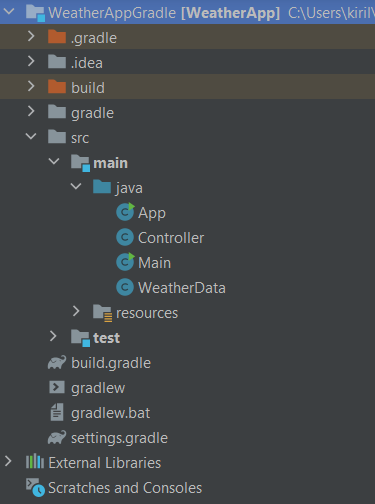 WeatherAppGradle [WeatherApp] C:\Users\kiril\
.gradle
.idea
build
gradle
src
main
java
App
Controller
Main
WeatherData
resources
test
build.gradle
gradlew
gradlew.bat
settings.gradle
External Libraries
Scratches and Consoles